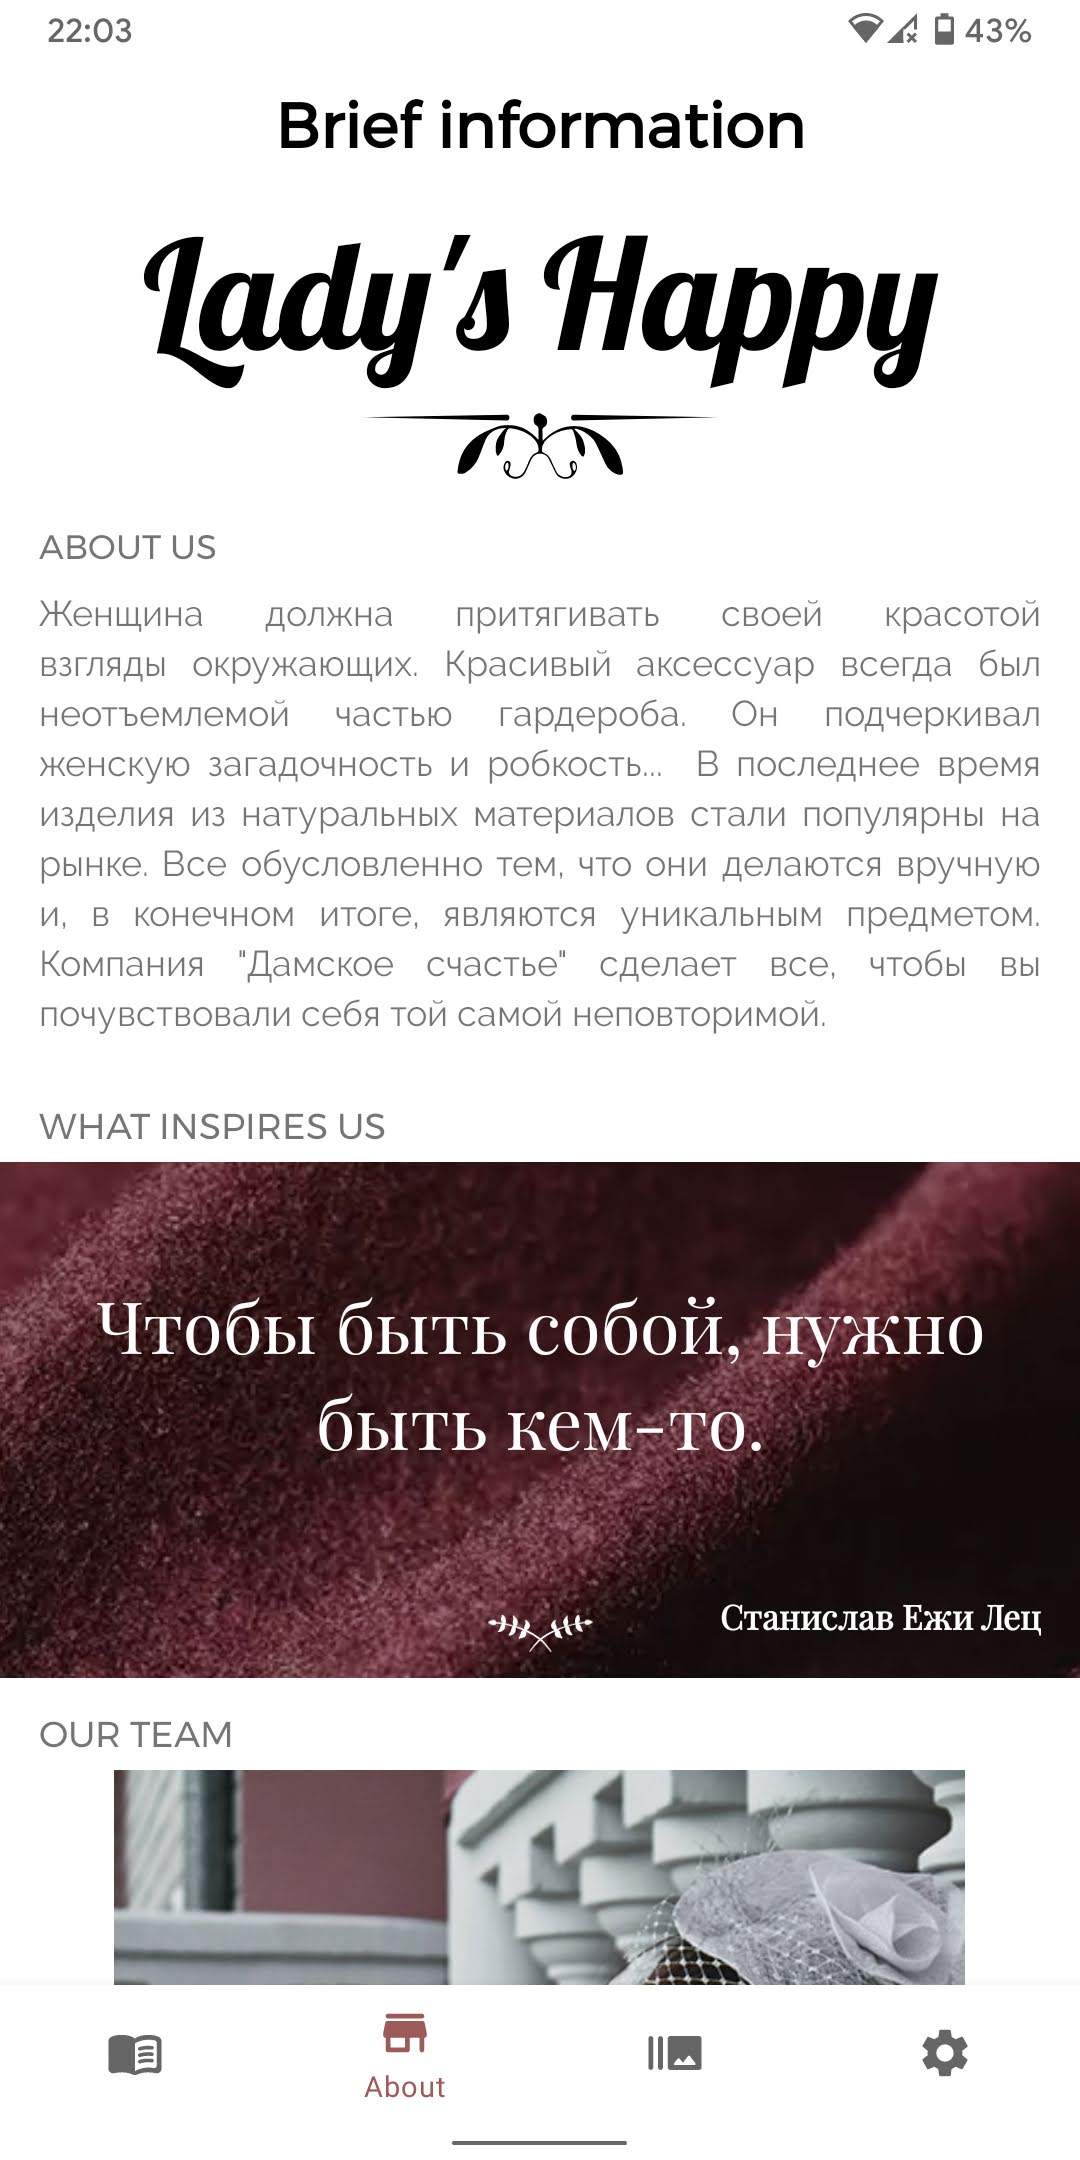 22:03
43%
Brief information
Lady's Happy
ABOUT US
Женщина должна притягивать своей красотой
взгляды окружающих. Красивый аксессуар всегда был
неотъемлемой частью гардероба. Он подчеркивал
женскую загадочность и робкость... В последнее время
изделия из натуральных материалов стали популярны на
рынке. Все обусловленно тем, что они делаются вручную
и, в конечном итоге, являются уникальным предметом.
Компания "Дамское счастье" сделает все, чтобы вы
почувствовали себя той самой неповторимой.
WHAT INSPIRES US
Чтобы быть собой, нужно
быть кем-то.
Станислав Ежи Лец
OUR TEAM
About